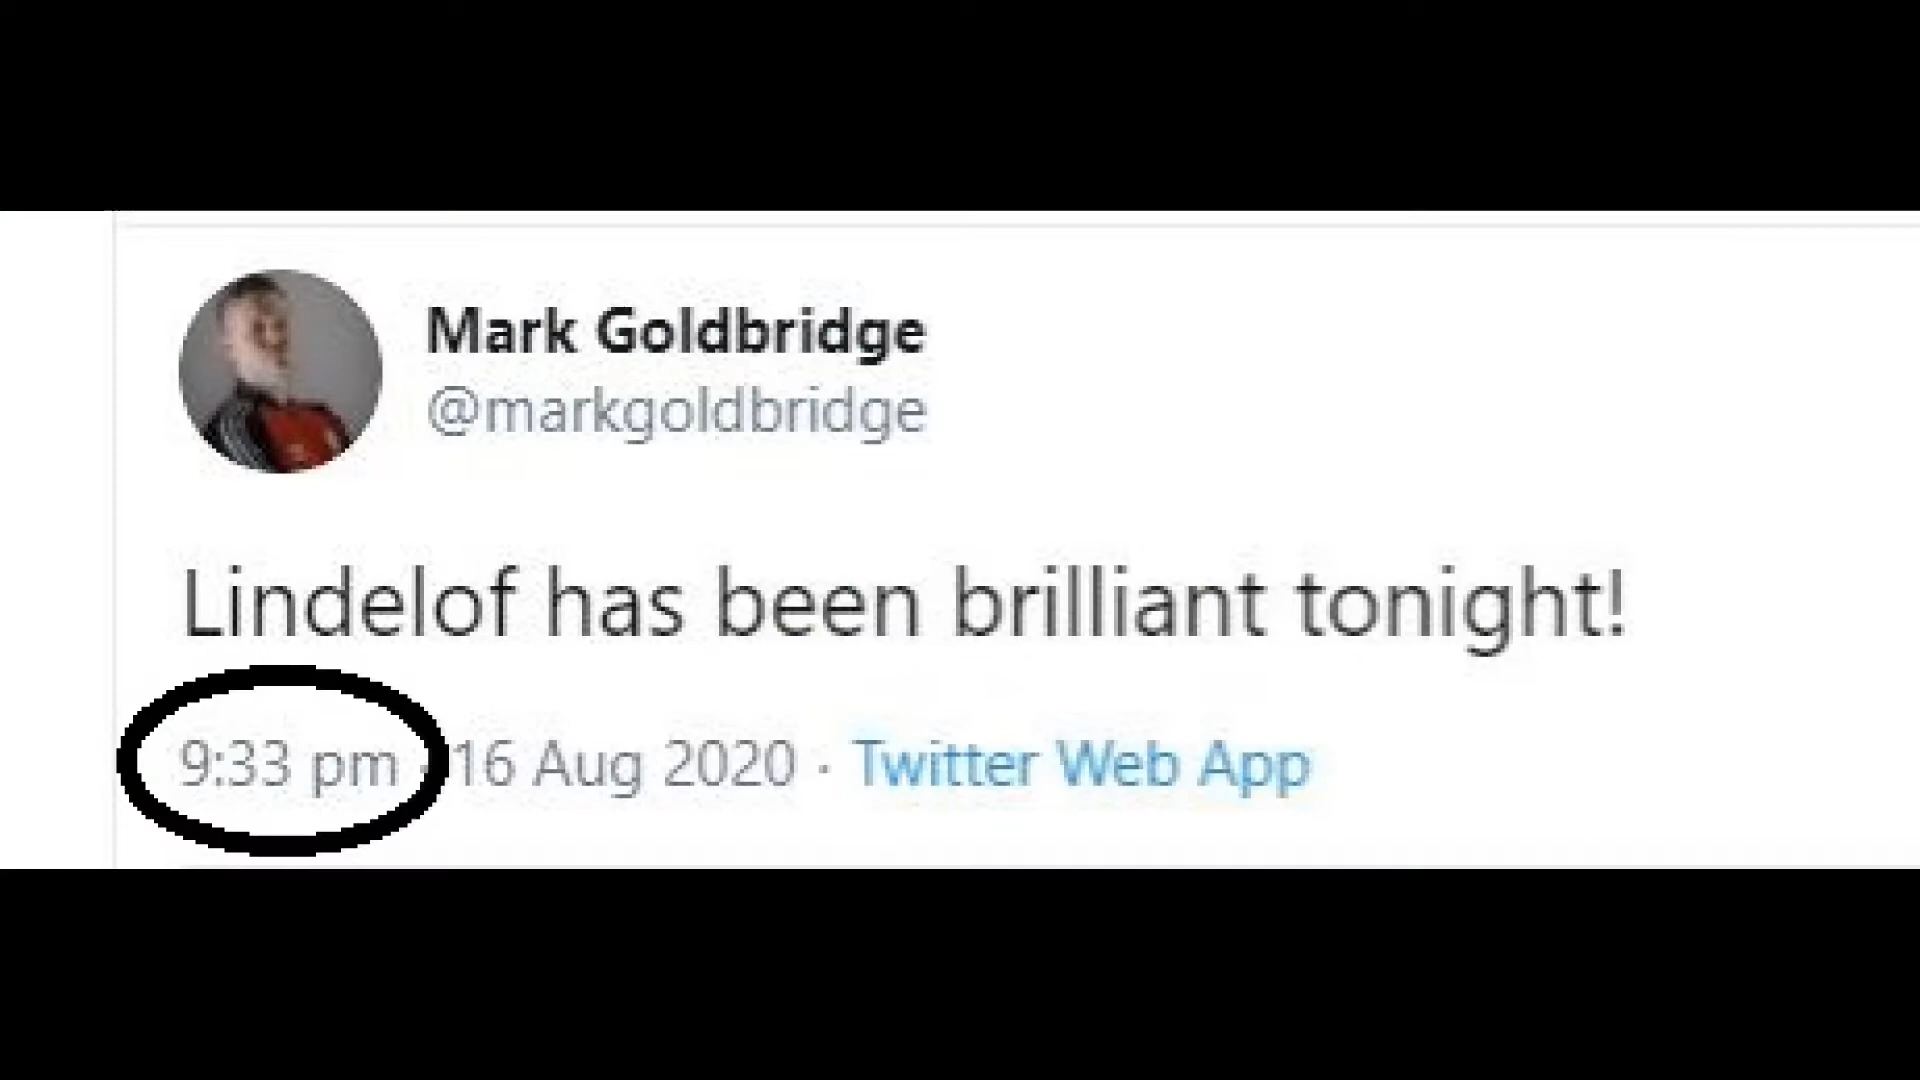 Mark Goldbridge
@markgoldbridge
Lindelof has been brilliant tonight!
9:33 pm 16 Aug 2020 · Twitter Web App